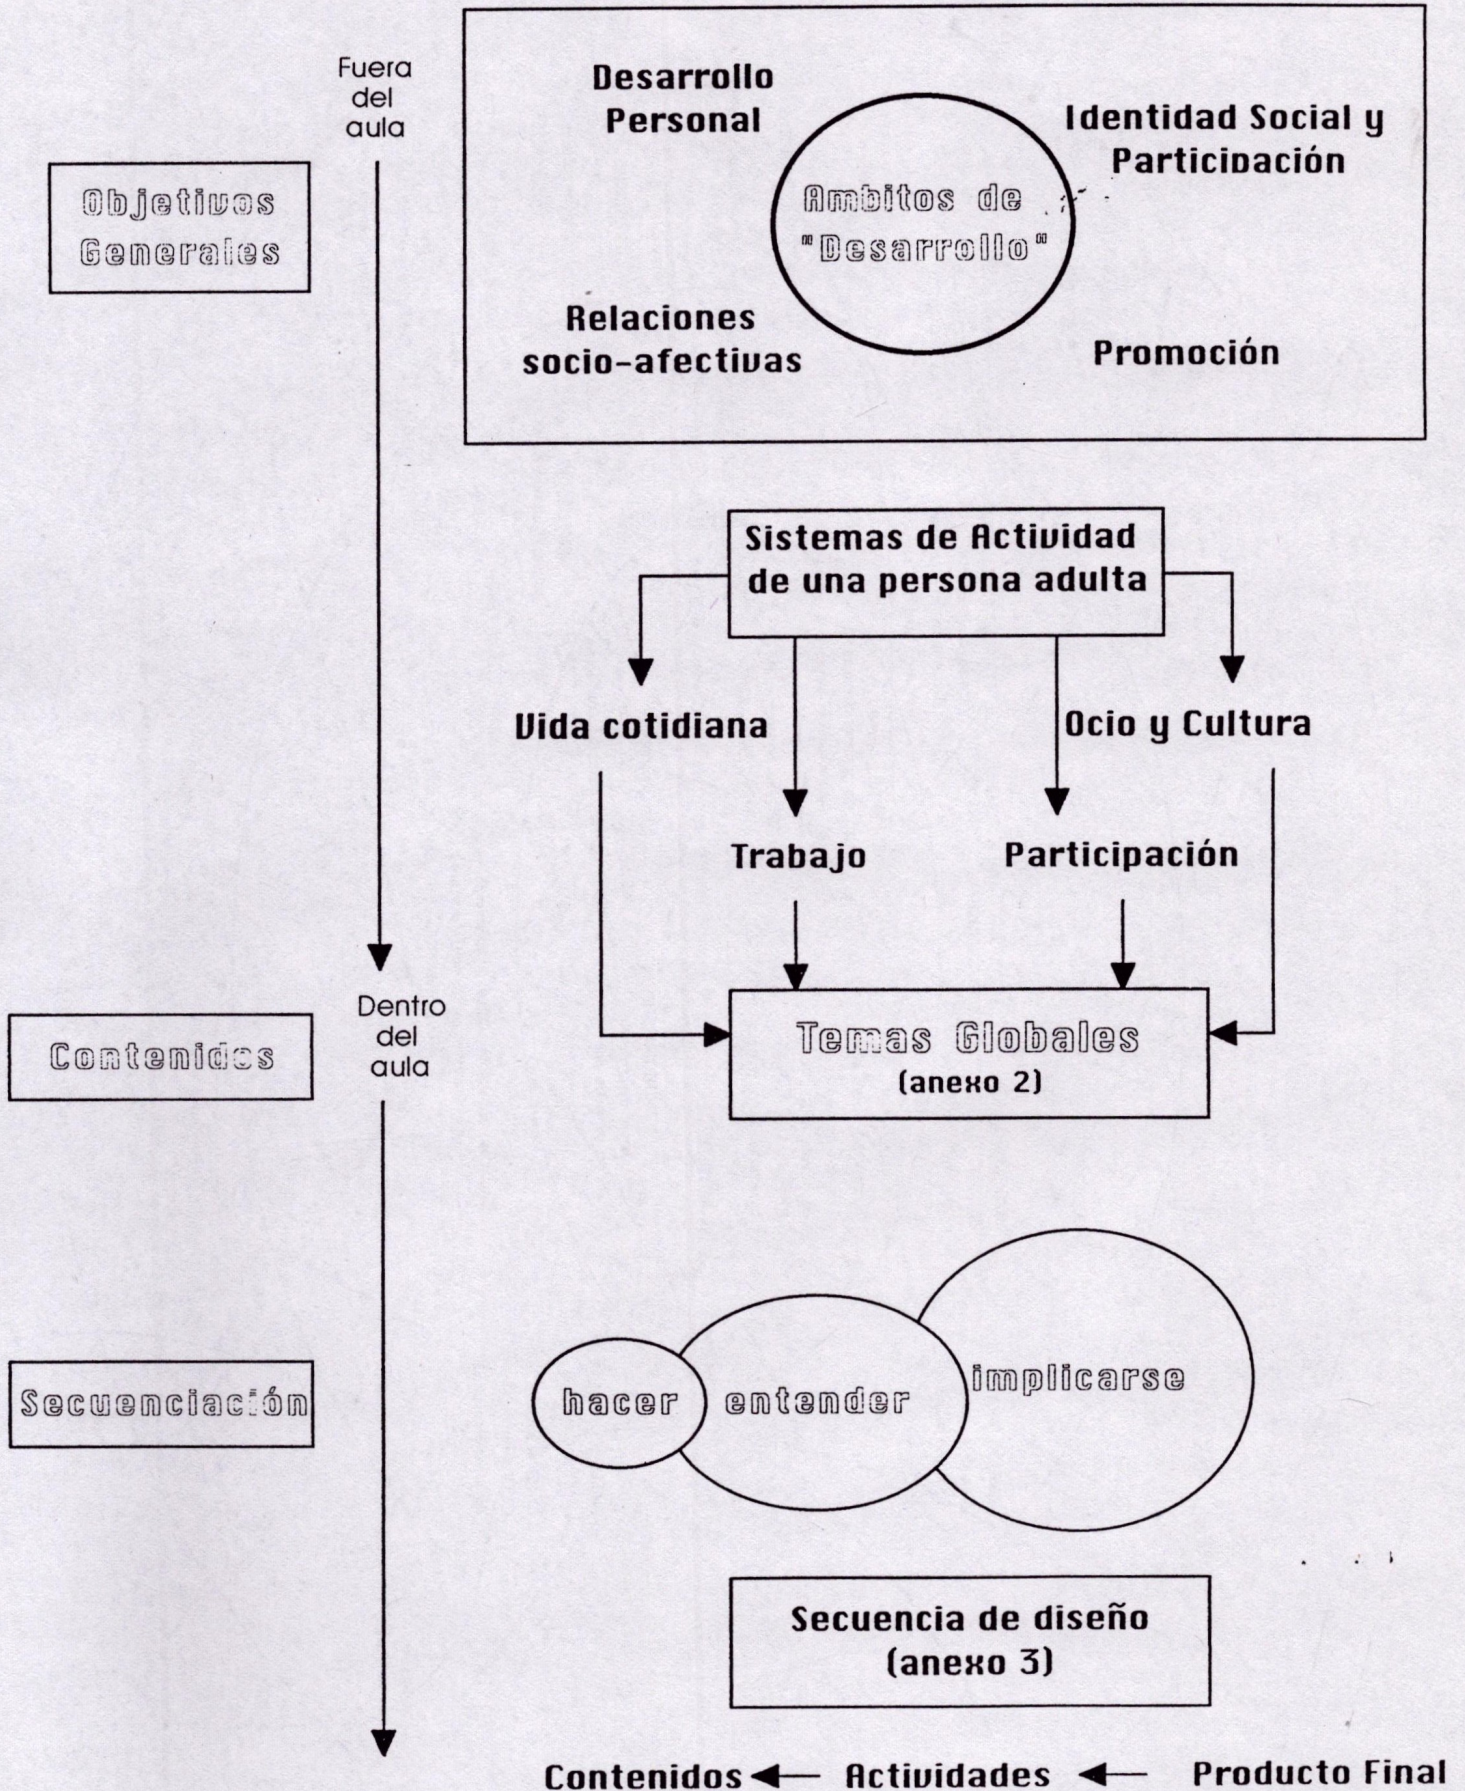 Fuera
del
aula
Objetivos
Generales
Desarrollo
Personal
Identidad Social y
Participación
Ambitos de
"Desarrollo"
Relaciones
socio-afectivas
Promoción
Sistemas de Actividad
de una persona adulta
Vida cotidiana
Ocio y Cultura
Trabajo
Participación
Dentro
del
aula
Contenidos
Temas Globales
(anexo 2)
Secuenciación
hacer
entender
implicarse
Secuencia de diseño
(anexo 3)
Contenidos
Actividades
Producto Final